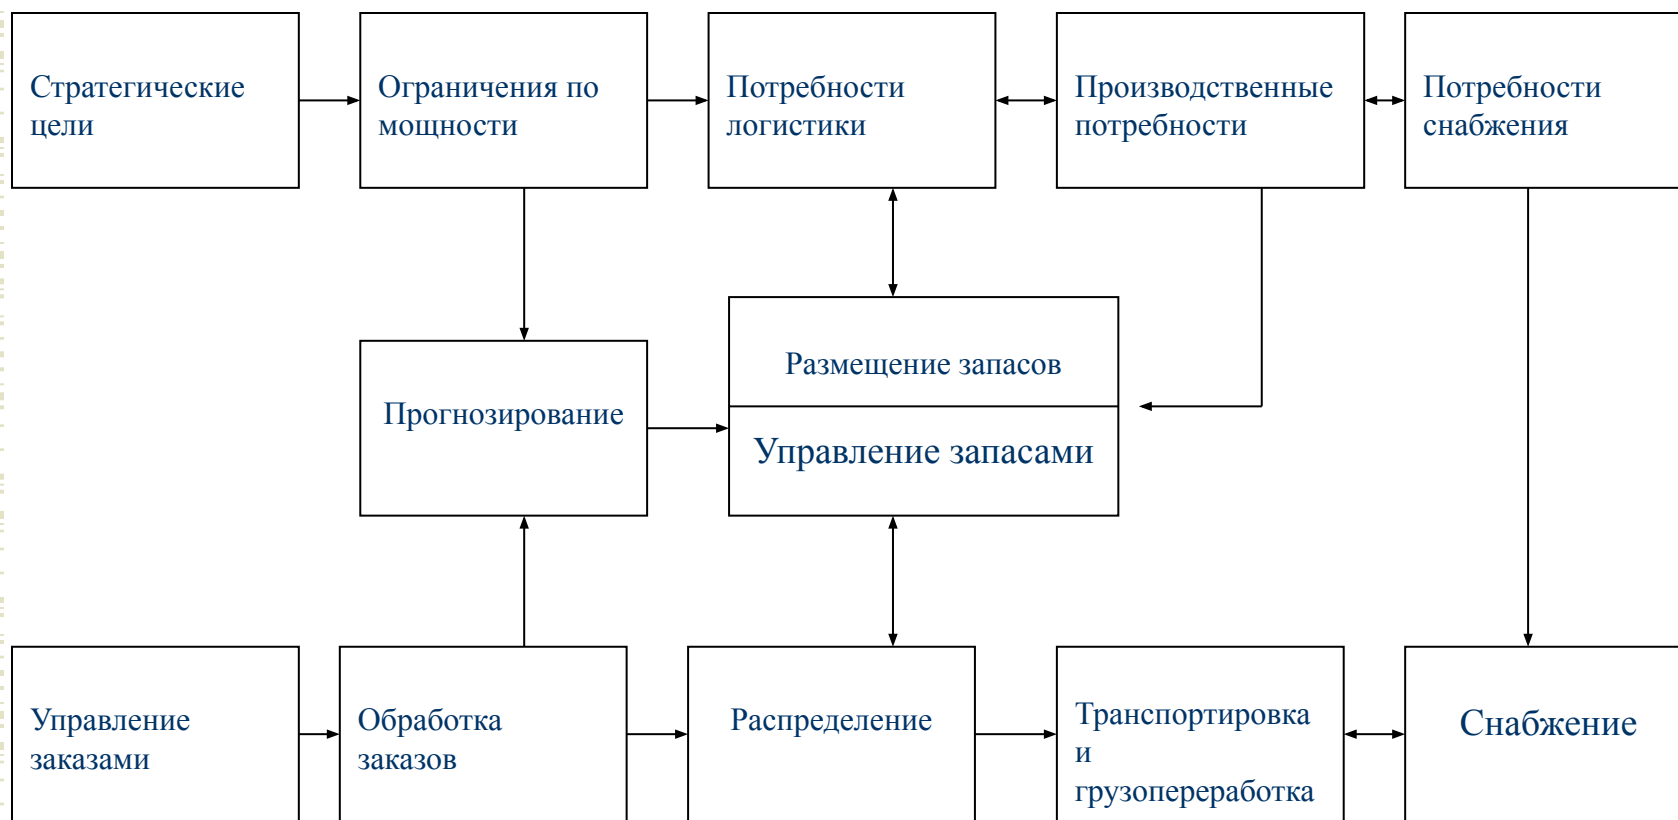 Стратегические
цели
Ограничения по
мощности
Потребности
логистики
Производственные
потребности
Потребности
снабжения
Прогнозирование
Размещение запасов
Управление запасами
Управление
заказами
Обработка
заказов
Распределение
Транспортировка
и
грузопереработка
Снабжение